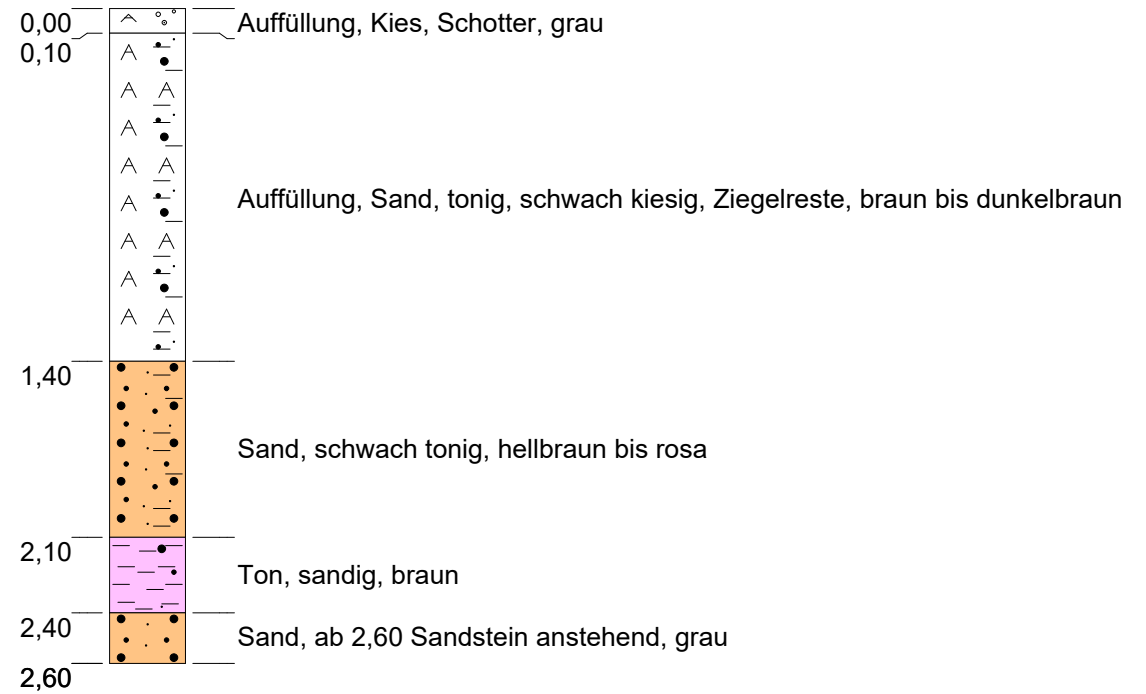 0,00
Auffüllung, Kies, Schotter, grau
0,10
Auffüllung, Sand, tonig, schwach kiesig, Ziegelreste, braun bis dunkelbraun
1,40
Sand, schwach tonig, hellbraun bis rosa
2,10
Ton, sandig, braun
2,40
Sand, ab 2,60 Sandstein anstehend, grau
2,60